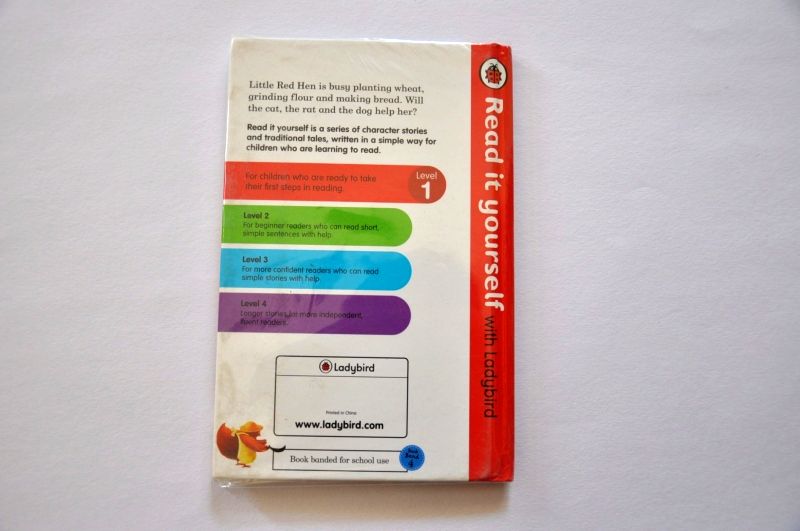 Little Red Hen is busy planting wheat,
grinding flour and making bread. Will
the cat, the rat and the dog help her?
Read it yourself is a series of character stories
and traditional tales, written in a simple way for
children who are learning to read.
For children who are ready to take
their first steps in reading.
Level
1
Level 2
For beginner readers who can read short,
simple sentences with help.
Level 3
For more confident readers who can read
simple stories with help.
Level 4
Longer stories for more independent,
fluent readers.
Ladybird
Printed in China
www.ladybird.com
Book banded for school use
Book
Band
4
Read it yourself with Ladybird